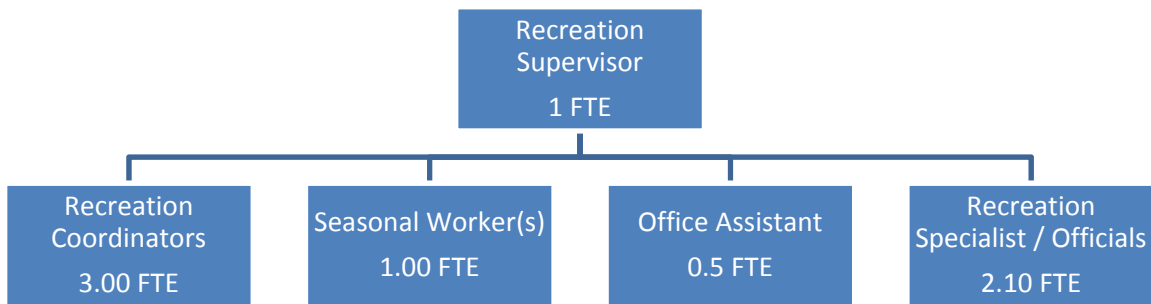 Recreation
Supervisor
1 FTE
Recreation
Coordinators
3.00 FTE
Seasonal Worker(s)
1.00 FTE
Office Assistant
0.5 FTE
Recreation
Specialist / Officials
2.10 FTE